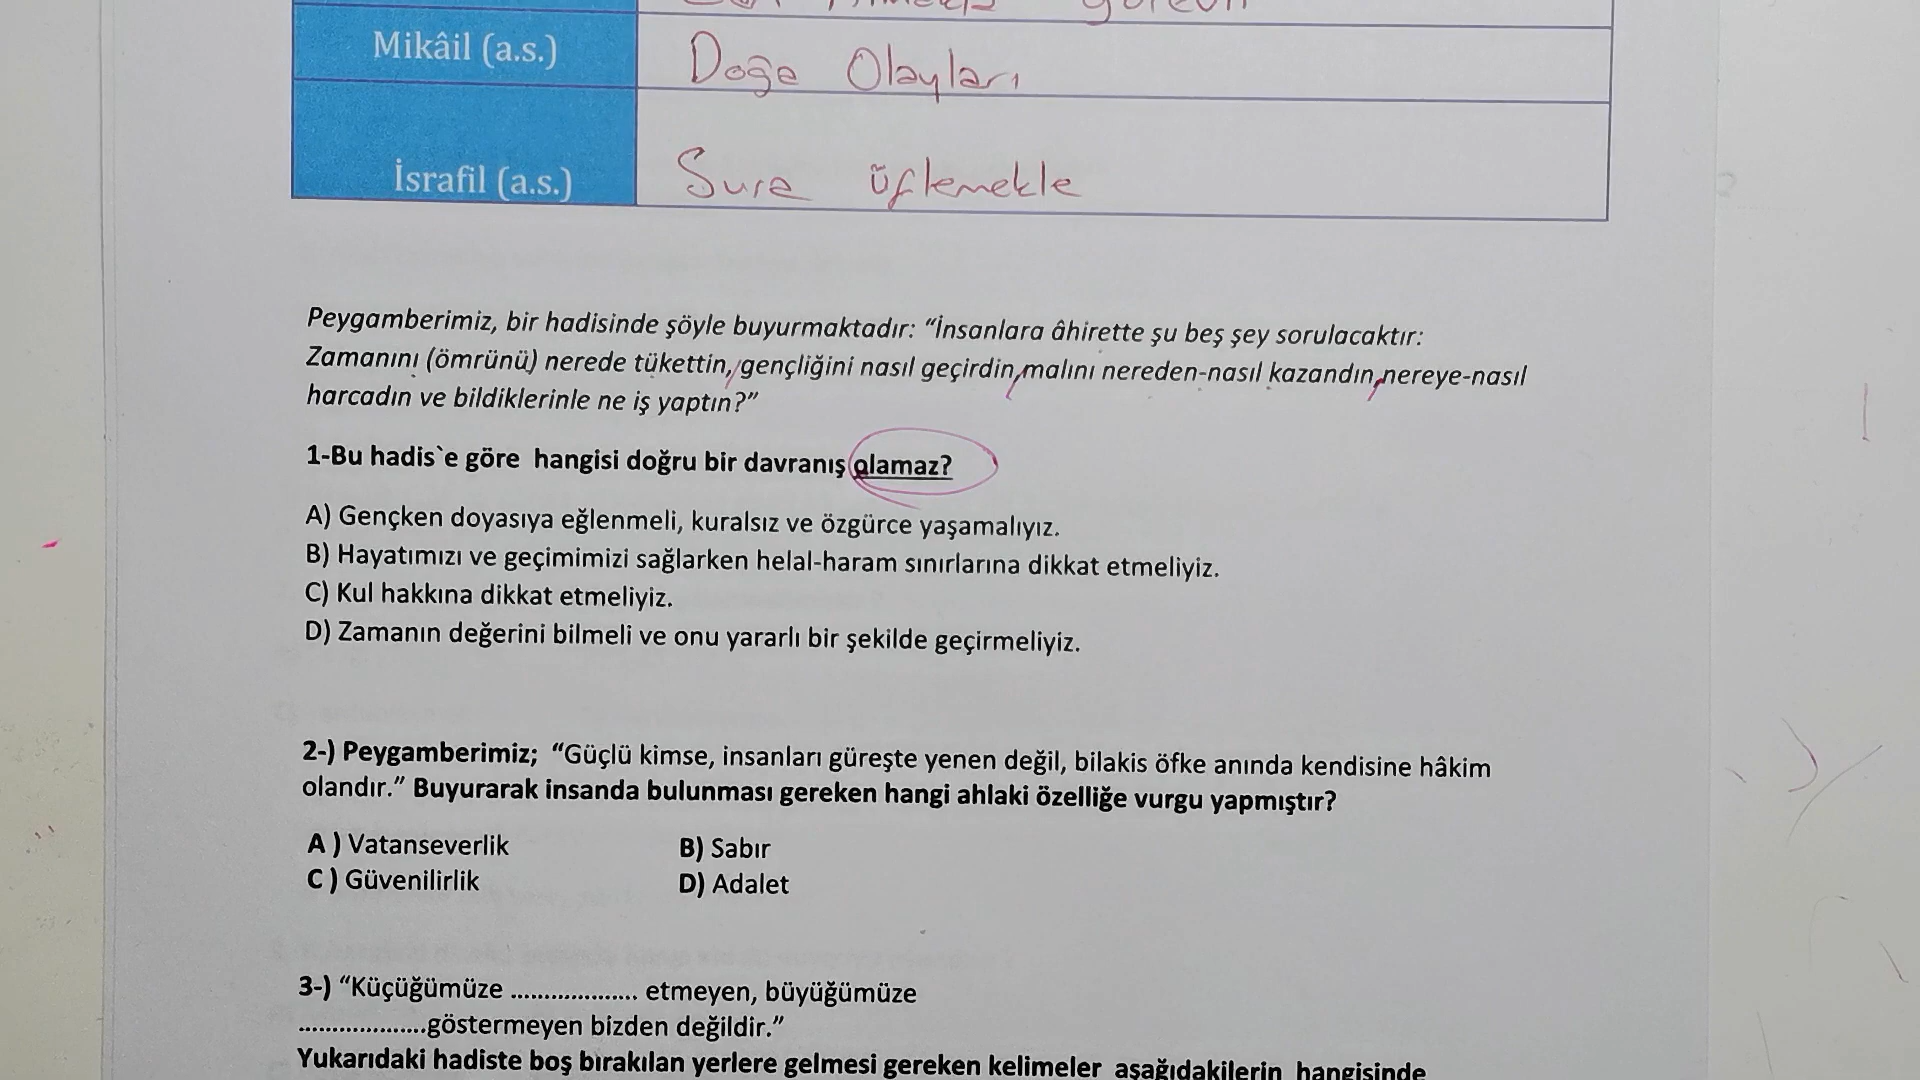 Mikâil (a.s.) Doğa Olayları
İsrafil (a.s.) Sura üflemekle
Peygamberimiz, bir hadisinde şöyle buyurmaktadır: “İnsanlara âhirette şu beş şey sorulacaktır:
Zamanını (ömrünü) nerede tükettin, gençliğini nasıl geçirdin,malını nereden-nasıl kazandın,nereye-nasıl
harcadın ve bildiklerinle ne iş yaptın?”
1-Bu hadis`e göre hangisi doğru bir davranış olamaz?
A) Gençken doyasıya eğlenmeli, kuralsız ve özgürce yaşamalıyız.
B) Hayatımızı ve geçimimizi sağlarken helal-haram sınırlarına dikkat etmeliyiz.
C) Kul hakkına dikkat etmeliyiz.
D) Zamanın değerini bilmeli ve onu yararlı bir şekilde geçirmeliyiz.
2-) Peygamberimiz; “Güçlü kimse, insanları güreşte yenen değil, bilakis öfke anında kendisine hâkim
olandır.” Buyurarak insanda bulunması gereken hangi ahlaki özelliğe vurgu yapmıştır?
A ) Vatanseverlik B) Sabır
C ) Güvenilirlik D) Adalet
3-) “Küçüğümüze ................... etmeyen, büyüğümüze
...................göstermeyen bizden değildir.”
Yukarıdaki hadiste boş bırakılan yerlere gelmesi gereken kelimeler aşağıdakilerin hangisinde